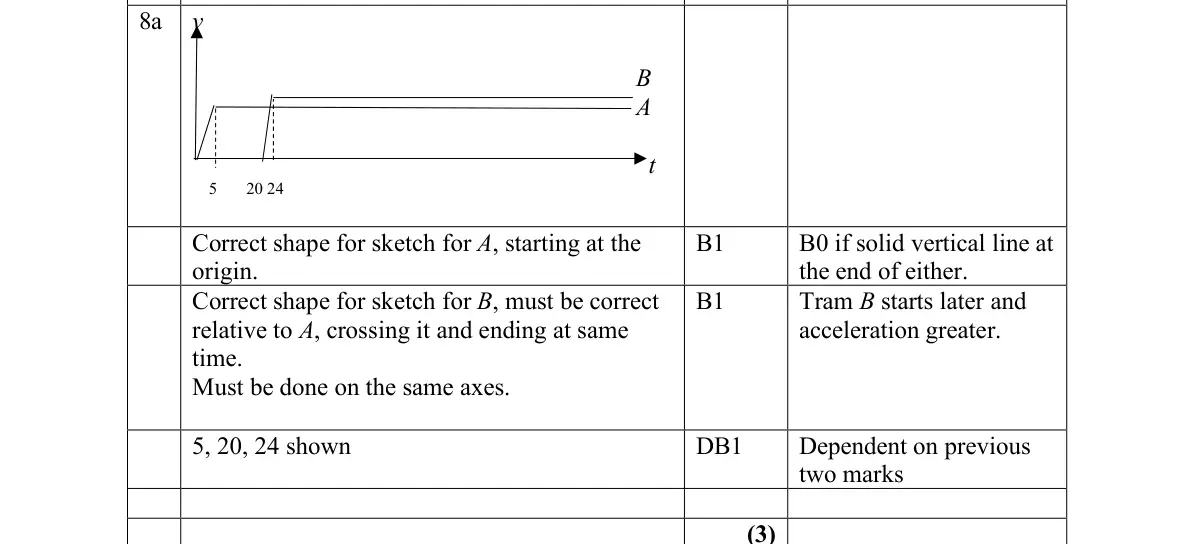 8a
v
B
A
t
5 20 24
Correct shape for sketch for A, starting at the
origin.
B1
B0 if solid vertical line at
the end of either.
Correct shape for sketch for B, must be correct
relative to A, crossing it and ending at same
time.
Must be done on the same axes.
B1
Tram B starts later and
acceleration greater.
5, 20, 24 shown
DB1
Dependent on previous
two marks
(3)